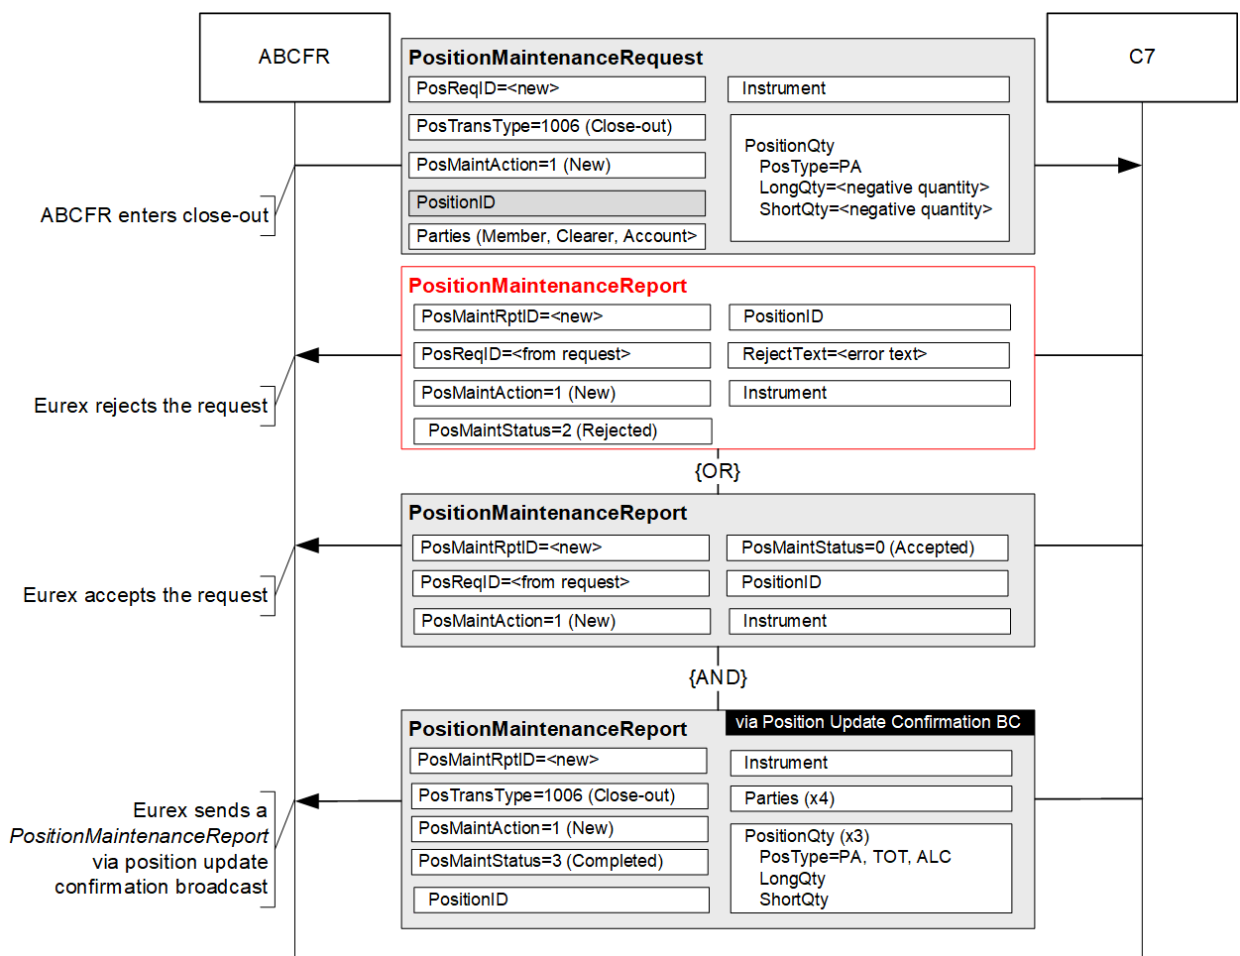 ABCFR
C7
PositionMaintenanceRequest
PosReqID=<new>
Instrument
PosTransType=1006 (Close-out)
PosMaintAction=1 (New)
PositionID
Parties (Member, Clearer, Account>
PositionQty
PosType=PA
LongQty=<negative quantity>
ShortQty=<negative quantity>
ABCFR enters close-out
PositionMaintenanceReport
PosMaintRptID=<new>
PositionID
PosReqID=<from request>
RejectText=<error text>
PosMaintAction=1 (New)
Instrument
PosMaintStatus=2 (Rejected)
Eurex rejects the request
{OR}
PositionMaintenanceReport
PosMaintRptID=<new>
PosMaintStatus=0 (Accepted)
PosReqID=<from request>
PositionID
PosMaintAction=1 (New)
Instrument
Eurex accepts the request
{AND}
PositionMaintenanceReport
via Position Update Confirmation BC
PosMaintRptID=<new>
Instrument
PosTransType=1006 (Close-out)
Parties (x4)
PosMaintAction=1 (New)
PosMaintStatus=3 (Completed)
PositionID
PositionQty (x3)
PosType=PA, TOT, ALC
LongQty
ShortQty
Eurex sends a
PositionMaintenanceReport
via position update
confirmation broadcast